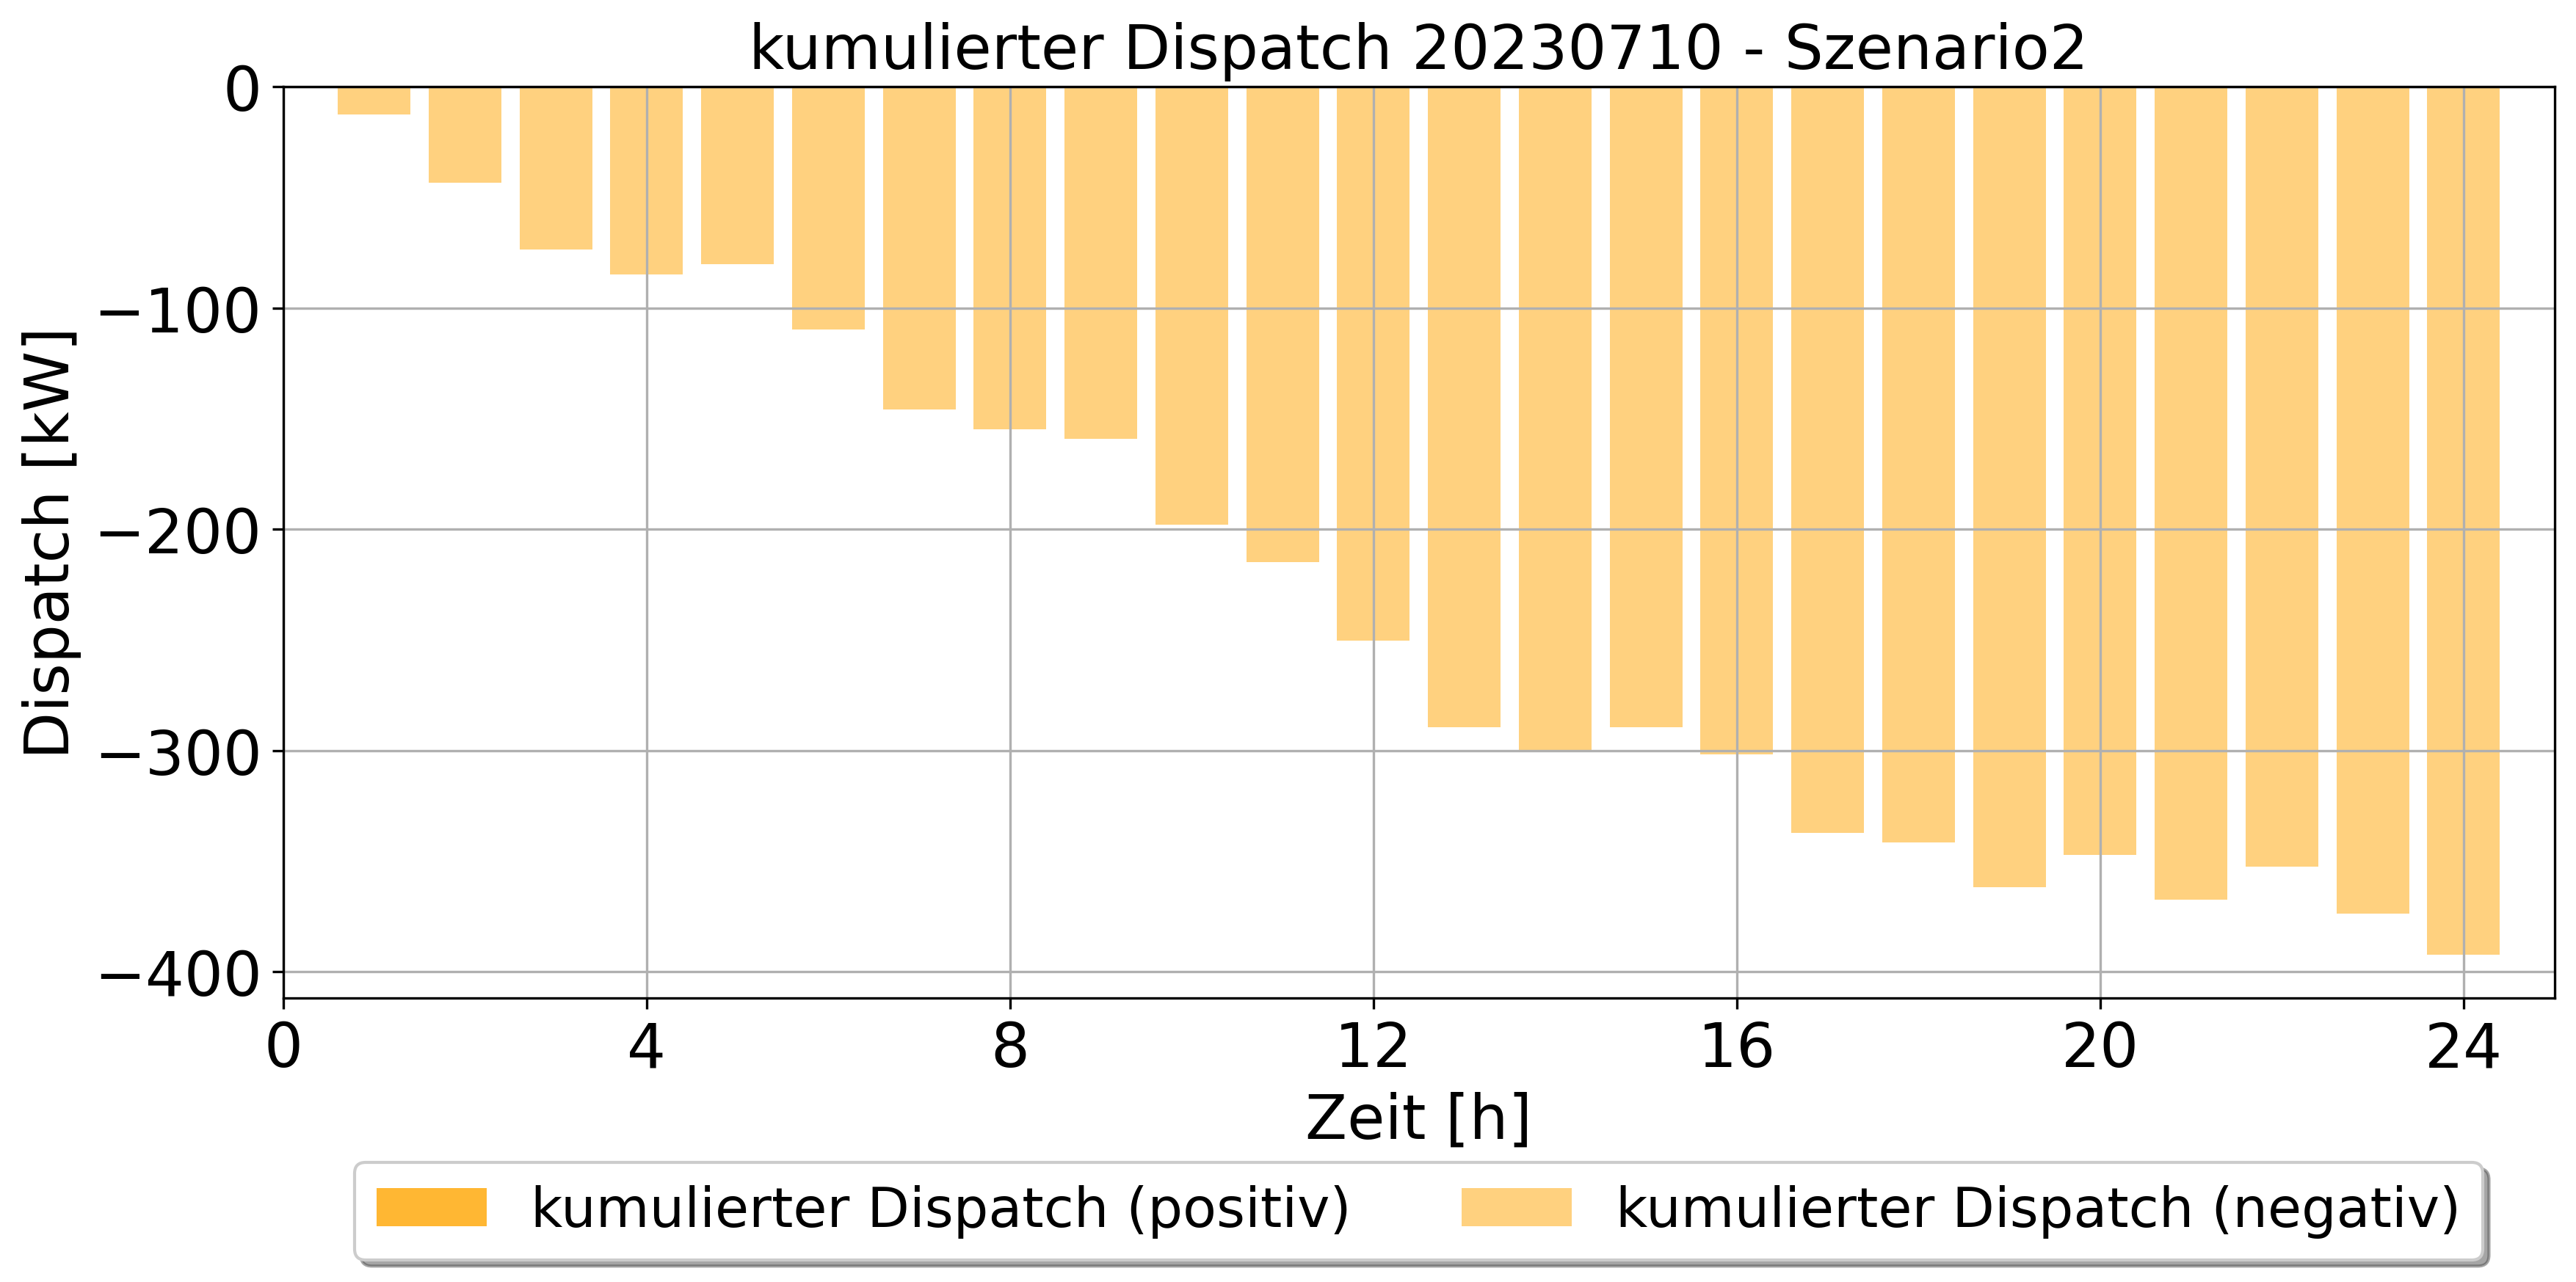 kumulierter Dispatch 20230710 - Szenario2
Dispatch [kW]
0
−100
−200
−300
−400
0 4 8 12 16 20 24
Zeit [h]
kumulierter Dispatch (positiv) kumulierter Dispatch (negativ)